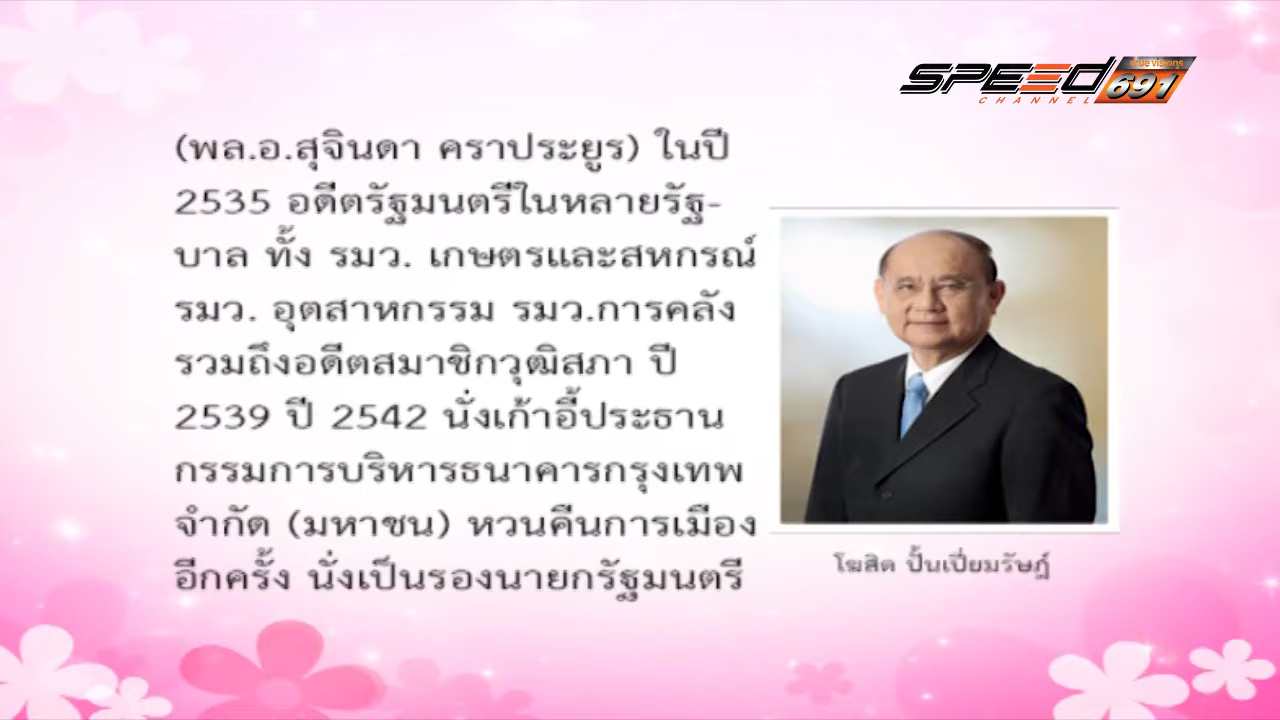 SPEED
CHANNEL
true visions
691
(พล.อ.สุจินดา คราประยูร) ในปี
2535 อดีตรัฐมนตรีในหลายรัฐ-
บาล ทั้ง รมว. เกษตรและสหกรณ์
รมว. อุตสาหกรรม รมว.การคลัง
รวมถึงอดีตสมาชิกวุฒิสภา ปี
2539 ปี 2542 นั่งเก้าอี้ประธาน
กรรมการบริหารธนาคารกรุงเทพ
จำกัด (มหาชน) หวนคืนการเมือง
อีกครั้ง นั่งเป็นรองนายกรัฐมนตรี
โฆสิต ปั้นเปี่ยมรัษฎ์